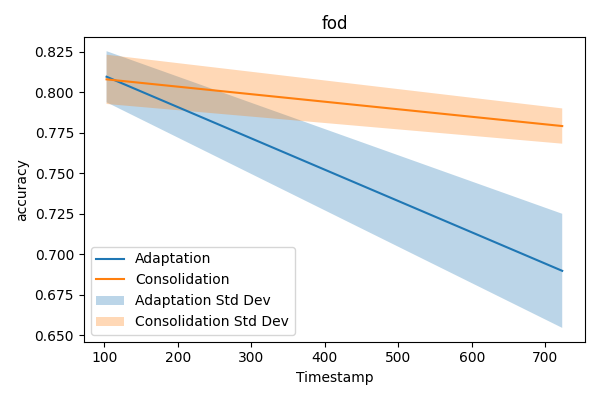 fod
accuracy
0.825
0.800
0.775
0.750
0.725
0.700
0.675
0.650
Adaptation
Consolidation
Adaptation Std Dev
Consolidation Std Dev
100 200 300 400 500 600 700
Timestamp